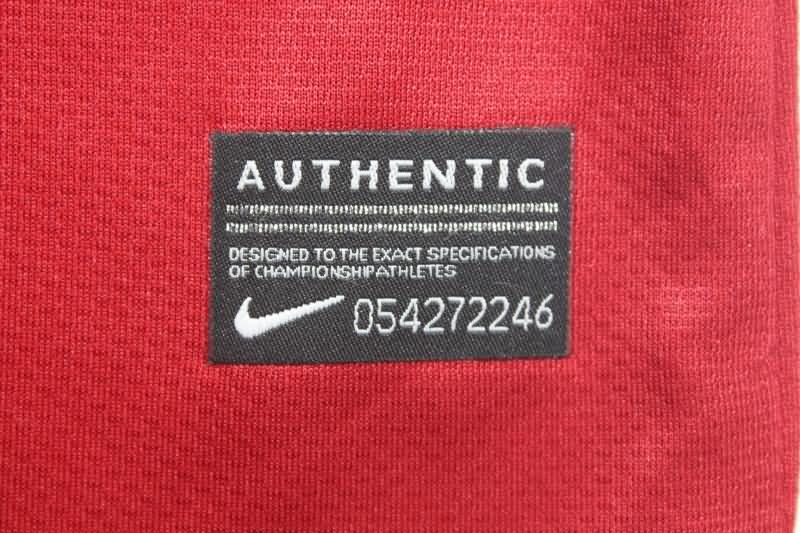 AUTHENTIC
DESIGNED TO THE EXACT SPECIFICATIONS
OF CHAMPIONSHIPATHLETES
054272246